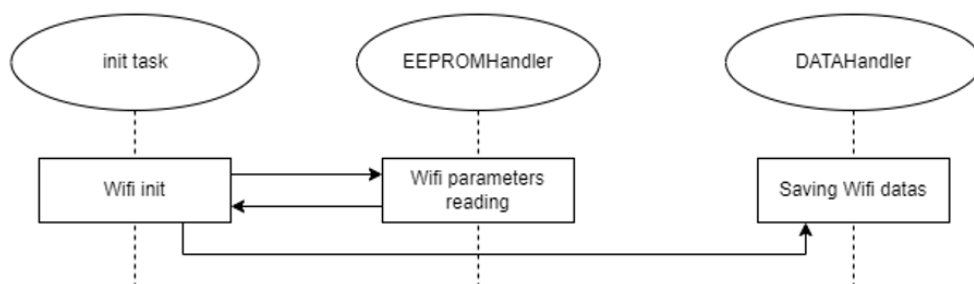 init task
EEPROMHandler
DATAHandler
Wifi init
Wifi parameters
reading
Saving Wifi datas